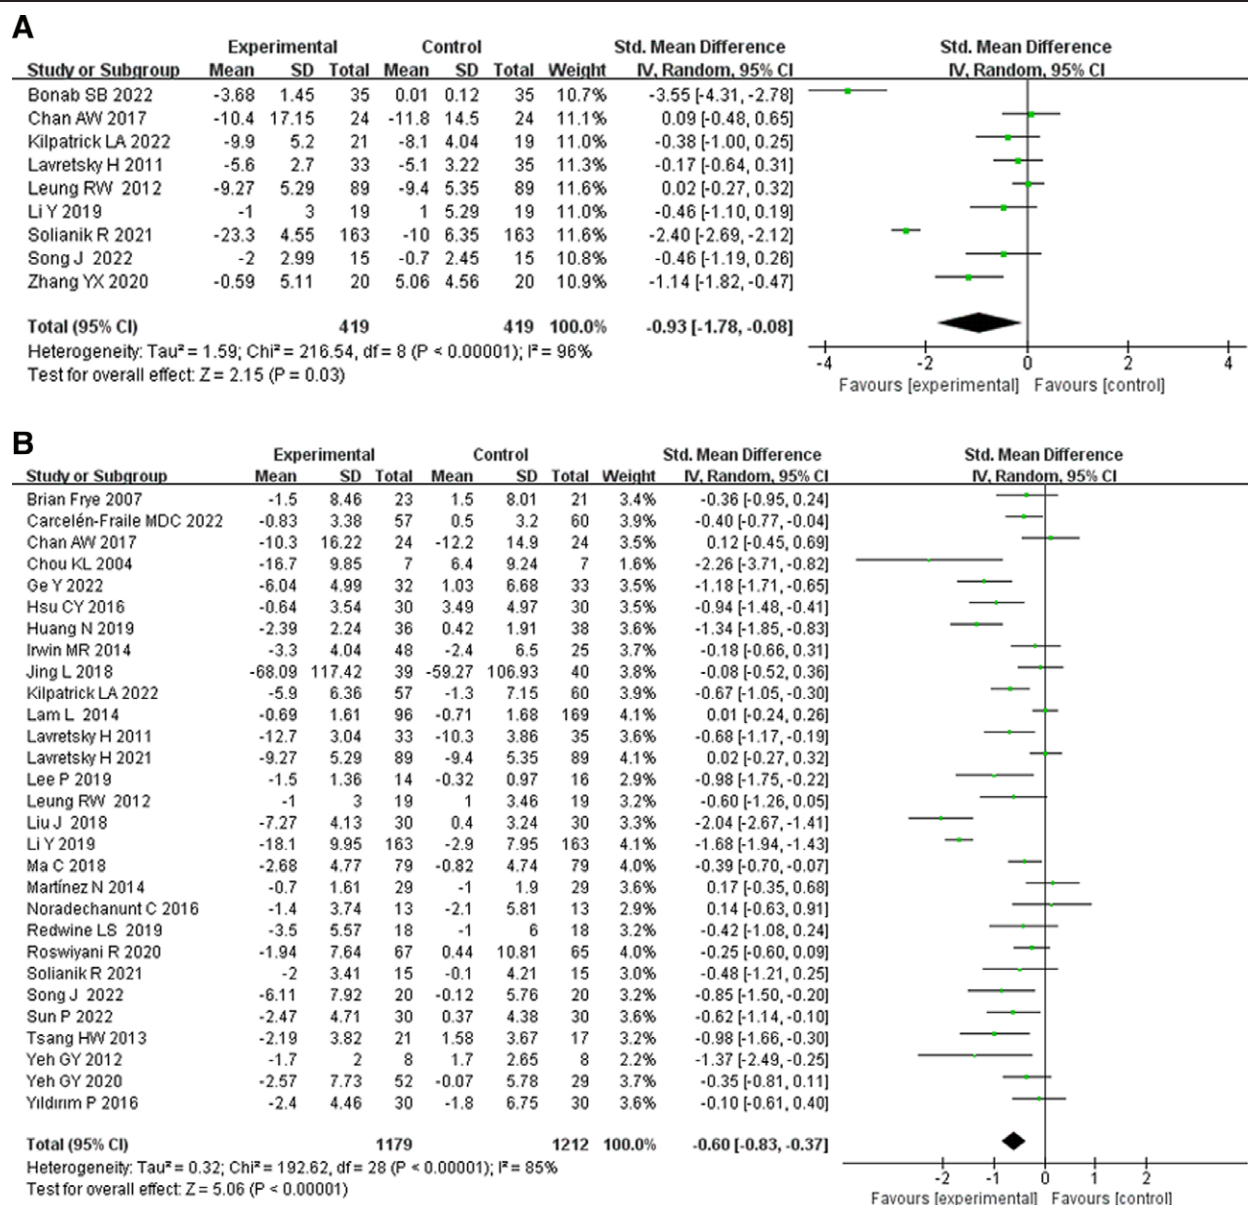 A
Experimental Control Std. Mean Difference Std. Mean Difference
Study or Subgroup Mean SD Total Mean SD Total Weight IV, Random, 95% CI IV, Random, 95% CI
Bonab SB 2022 -3.68 1.45 35 0.01 0.12 35 10.7% -3.55 [-4.31, -2.78]
Chan AW 2017 -10.4 17.15 24 -11.8 14.5 24 11.1% 0.09 [-0.48, 0.65]
Kilpatrick LA 2022 -9.9 5.2 21 -8.1 4.04 19 11.0% -0.38 [-1.00, 0.25]
Lavretsky H 2011 -5.6 2.7 33 -5.1 3.22 35 11.3% -0.17 [-0.64, 0.31]
Leung RW 2012 -9.27 5.29 89 -9.4 5.35 89 11.6% 0.02 [-0.27, 0.32]
Li Y 2019 -1 3 19 1 5.29 19 11.0% -0.46 [-1.10, 0.19]
Solianik R 2021 -23.3 4.55 163 -10 6.35 163 11.6% -2.40 [-2.69, -2.12]
Song J 2022 -2 2.99 15 -0.7 2.45 15 10.8% -0.46 [-1.19, 0.26]
Zhang YX 2020 -0.59 5.11 20 5.06 4.56 20 10.9% -1.14 [-1.82, -0.47]
Total (95% CI) 419 419 100.0% -0.93 [-1.78, -0.08]
Heterogeneity: Tau² = 1.59; Chi² = 216.54, df = 8 (P < 0.00001); I² = 96%
Test for overall effect: Z = 2.15 (P = 0.03)
-4 -2 0 2 4
Favours [experimental] Favours [control]
B
Experimental Control Std. Mean Difference Std. Mean Difference
Study or Subgroup Mean SD Total Mean SD Total Weight IV, Random, 95% CI IV, Random, 95% CI
Brian Frye 2007 -1.5 8.46 23 1.5 8.01 21 3.4% -0.36 [-0.95, 0.24]
Carcelén-Fraile MDC 2022 -0.83 3.38 57 0.5 3.2 60 3.9% -0.40 [-0.77, -0.04]
Chan AW 2017 -10.3 16.22 24 -12.2 14.9 24 3.5% 0.12 [-0.45, 0.69]
Chou KL 2004 -16.7 9.85 7 6.4 9.24 7 1.6% -2.26 [-3.71, -0.82]
Ge Y 2022 -6.04 4.99 32 1.03 6.68 33 3.5% -1.18 [-1.71, -0.65]
Hsu CY 2016 -0.64 3.54 30 3.49 4.97 30 3.5% -0.94 [-1.48, -0.41]
Huang N 2019 -2.39 2.24 36 0.42 1.91 38 3.6% -1.34 [-1.85, -0.83]
Irwin MR 2014 -3.3 4.04 48 -2.4 6.5 25 3.7% -0.18 [-0.66, 0.31]
Jing L 2018 -68.09 117.42 39 -59.27 106.93 40 3.8% -0.08 [-0.52, 0.36]
Kilpatrick LA 2022 -5.9 6.36 57 -1.3 7.15 60 3.9% -0.67 [-1.05, -0.30]
Lam L 2014 -0.69 1.61 96 -0.71 1.68 169 4.1% 0.01 [-0.24, 0.26]
Lavretsky H 2011 -12.7 3.04 33 -10.3 3.86 35 3.6% -0.68 [-1.17, -0.19]
Lavretsky H 2021 -9.27 5.29 89 -9.4 5.35 89 4.1% 0.02 [-0.27, 0.32]
Lee P 2019 -1.5 1.36 14 -0.32 0.97 16 2.9% -0.98 [-1.75, -0.22]
Leung RW 2012 -1 3 19 1 3.46 19 3.2% -0.60 [-1.26, 0.05]
Liu J 2018 -7.27 4.13 30 0.4 3.24 30 3.3% -2.04 [-2.67, -1.41]
Li Y 2019 -18.1 9.95 163 -2.9 7.95 163 4.1% -1.68 [-1.94, -1.43]
Ma C 2018 -2.68 4.77 79 -0.82 4.74 79 4.0% -0.39 [-0.70, -0.07]
Martínez N 2014 -0.7 1.61 29 -1 1.9 29 3.6% 0.17 [-0.35, 0.68]
Noradechanunt C 2016 -1.4 3.74 13 -2.1 5.81 13 2.9% 0.14 [-0.63, 0.91]
Redwine LS 2019 -3.5 5.57 18 -1 6 18 3.2% -0.42 [-1.08, 0.24]
Roswiyani R 2020 -1.94 7.64 67 0.44 10.81 65 4.0% -0.25 [-0.60, 0.09]
Solianik R 2021 -2 3.41 15 -0.1 4.21 15 3.0% -0.48 [-1.21, 0.25]
Song J 2022 -6.11 7.92 20 -0.12 5.76 20 3.2% -0.85 [-1.50, -0.20]
Sun P 2022 -2.47 4.71 30 0.37 4.38 30 3.6% -0.62 [-1.14, -0.10]
Tsang HW 2013 -2.19 3.82 21 1.58 3.67 17 3.2% -0.98 [-1.66, -0.30]
Yeh GY 2012 -1.7 2 8 1.7 2.65 8 2.2% -1.37 [-2.49, -0.25]
Yeh GY 2020 -2.57 7.73 52 -0.07 5.78 29 3.7% -0.35 [-0.81, 0.11]
Yıldırım P 2016 -2.4 4.46 30 -1.8 6.75 30 3.6% -0.10 [-0.61, 0.40]
Total (95% CI) 1179 1212 100.0% -0.60 [-0.83, -0.37]
Heterogeneity: Tau² = 0.32; Chi² = 192.62, df = 28 (P < 0.00001); I² = 85%
Test for overall effect: Z = 5.06 (P < 0.00001)
-2 -1 0 1 2
Favours [experimental] Favours [control]